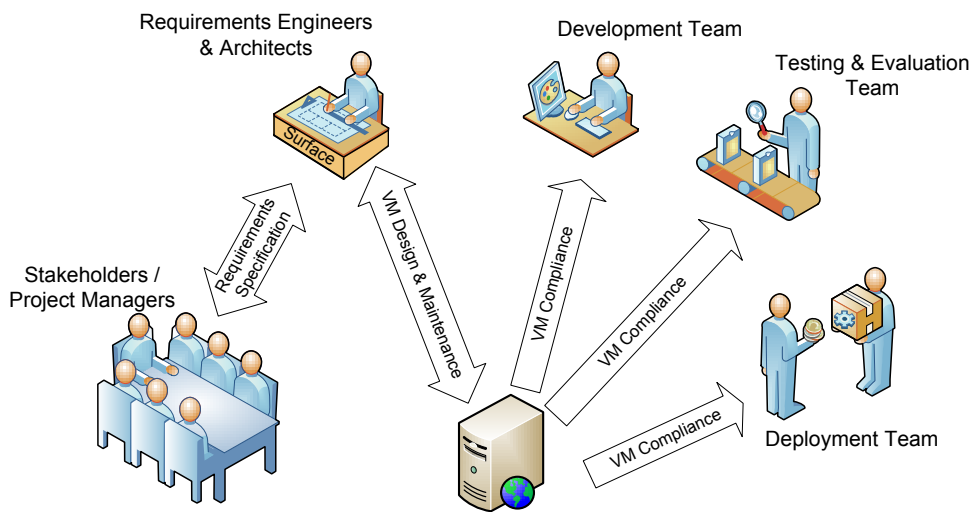 Requirements Engineers
& Architects
Development Team
Testing & Evaluation
Team
Surface
Requirements
Specification
VM Design & Maintenance
VM Compliance
VM Compliance
VM Compliance
Stakeholders /
Project Managers
Deployment Team